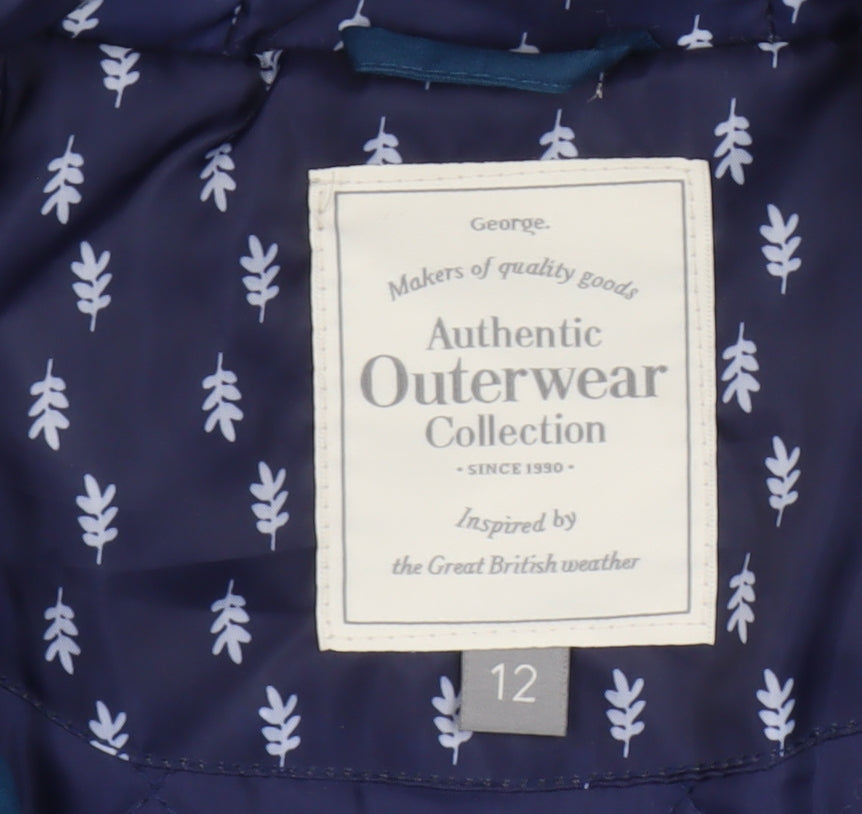 George.
Makers of quality goods
Authentic
Outerwear
Collection
· SINCE 1990 ·
Inspired by
the Great British weather
12